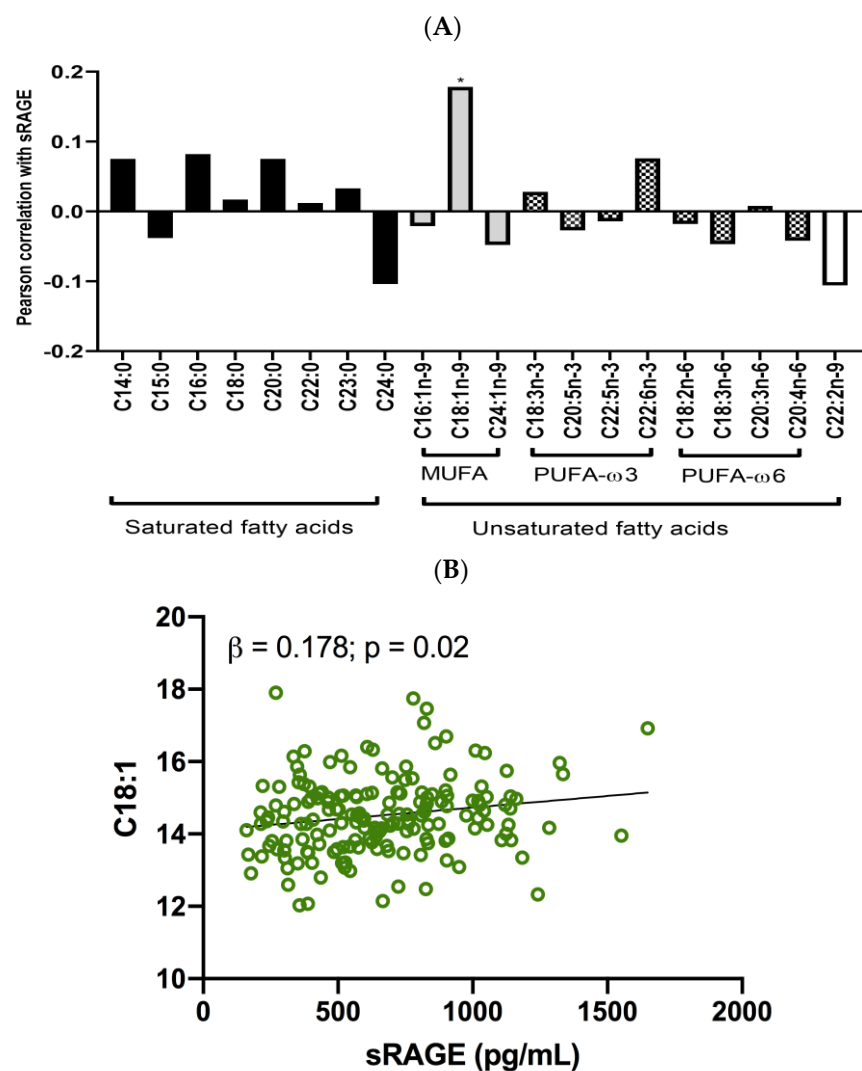 (A)
Pearson correlation with sRAGE
0.2
0.1
0.0
-0.1
-0.2
*
C14:0
C15:0
C16:0
C18:0
C20:0
C22:0
C23:0
C24:0
C16:1n-9
C18:1n-9
C24:1n-9
C18:3n-3
C20:5n-3
C22:5n-3
C22:6n-3
C18:2n-6
C18:3n-6
C20:3n-6
C20:4n-6
C22:2n-9
MUFA PUFA-ω3 PUFA-ω6
Saturated fatty acids Unsaturated fatty acids
(B)
β = 0.178; p = 0.02
C18:1
20
18
16
14
12
10
0 500 1000 1500 2000
sRAGE (pg/mL)